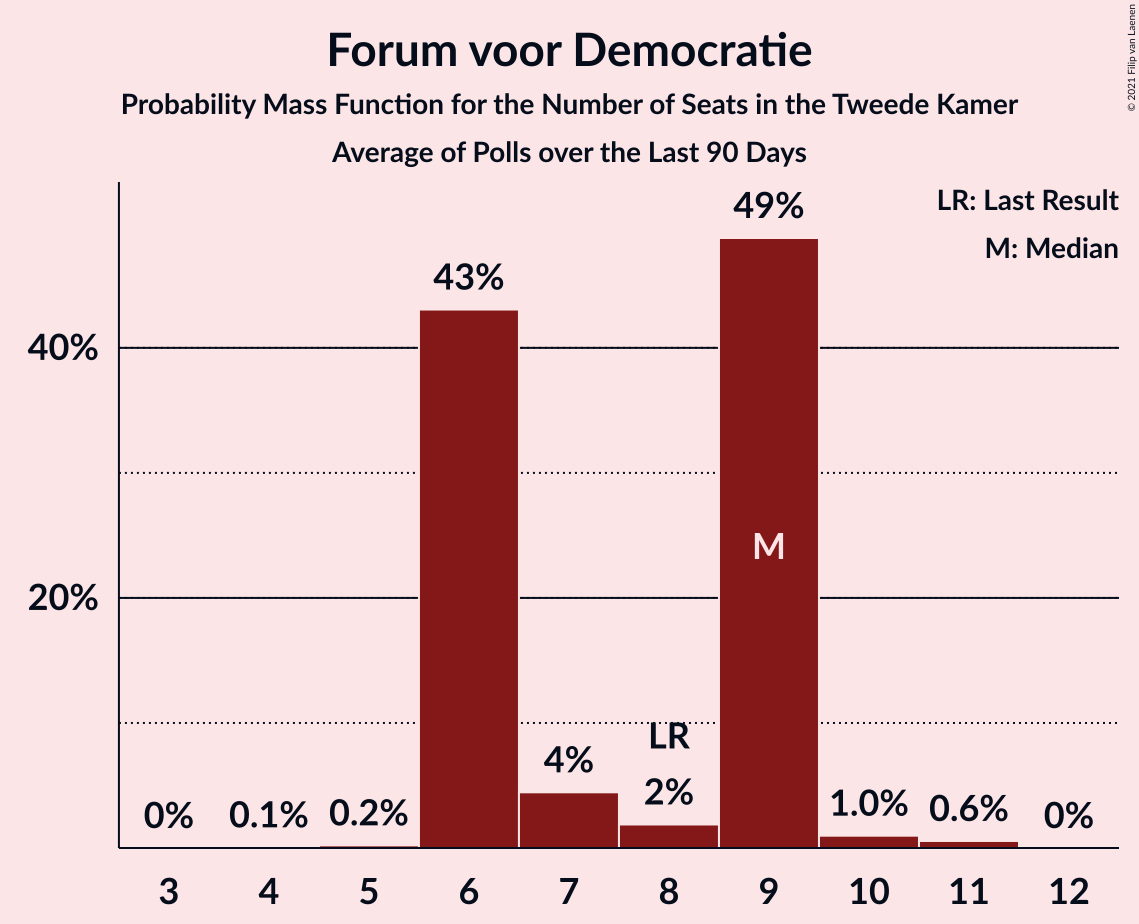 Forum voor Democratie
Probability Mass Function for the Number of Seats in the Tweede Kamer
Average of Polls over the Last 90 Days
© 2021 Filip van Laenen
LR: Last Result
M: Median
40%
20%
0%
0.1%
0.2%
43%
4%
LR
2%
49%
M
1.0%
0.6%
0%
3 4 5 6 7 8 9 10 11 12